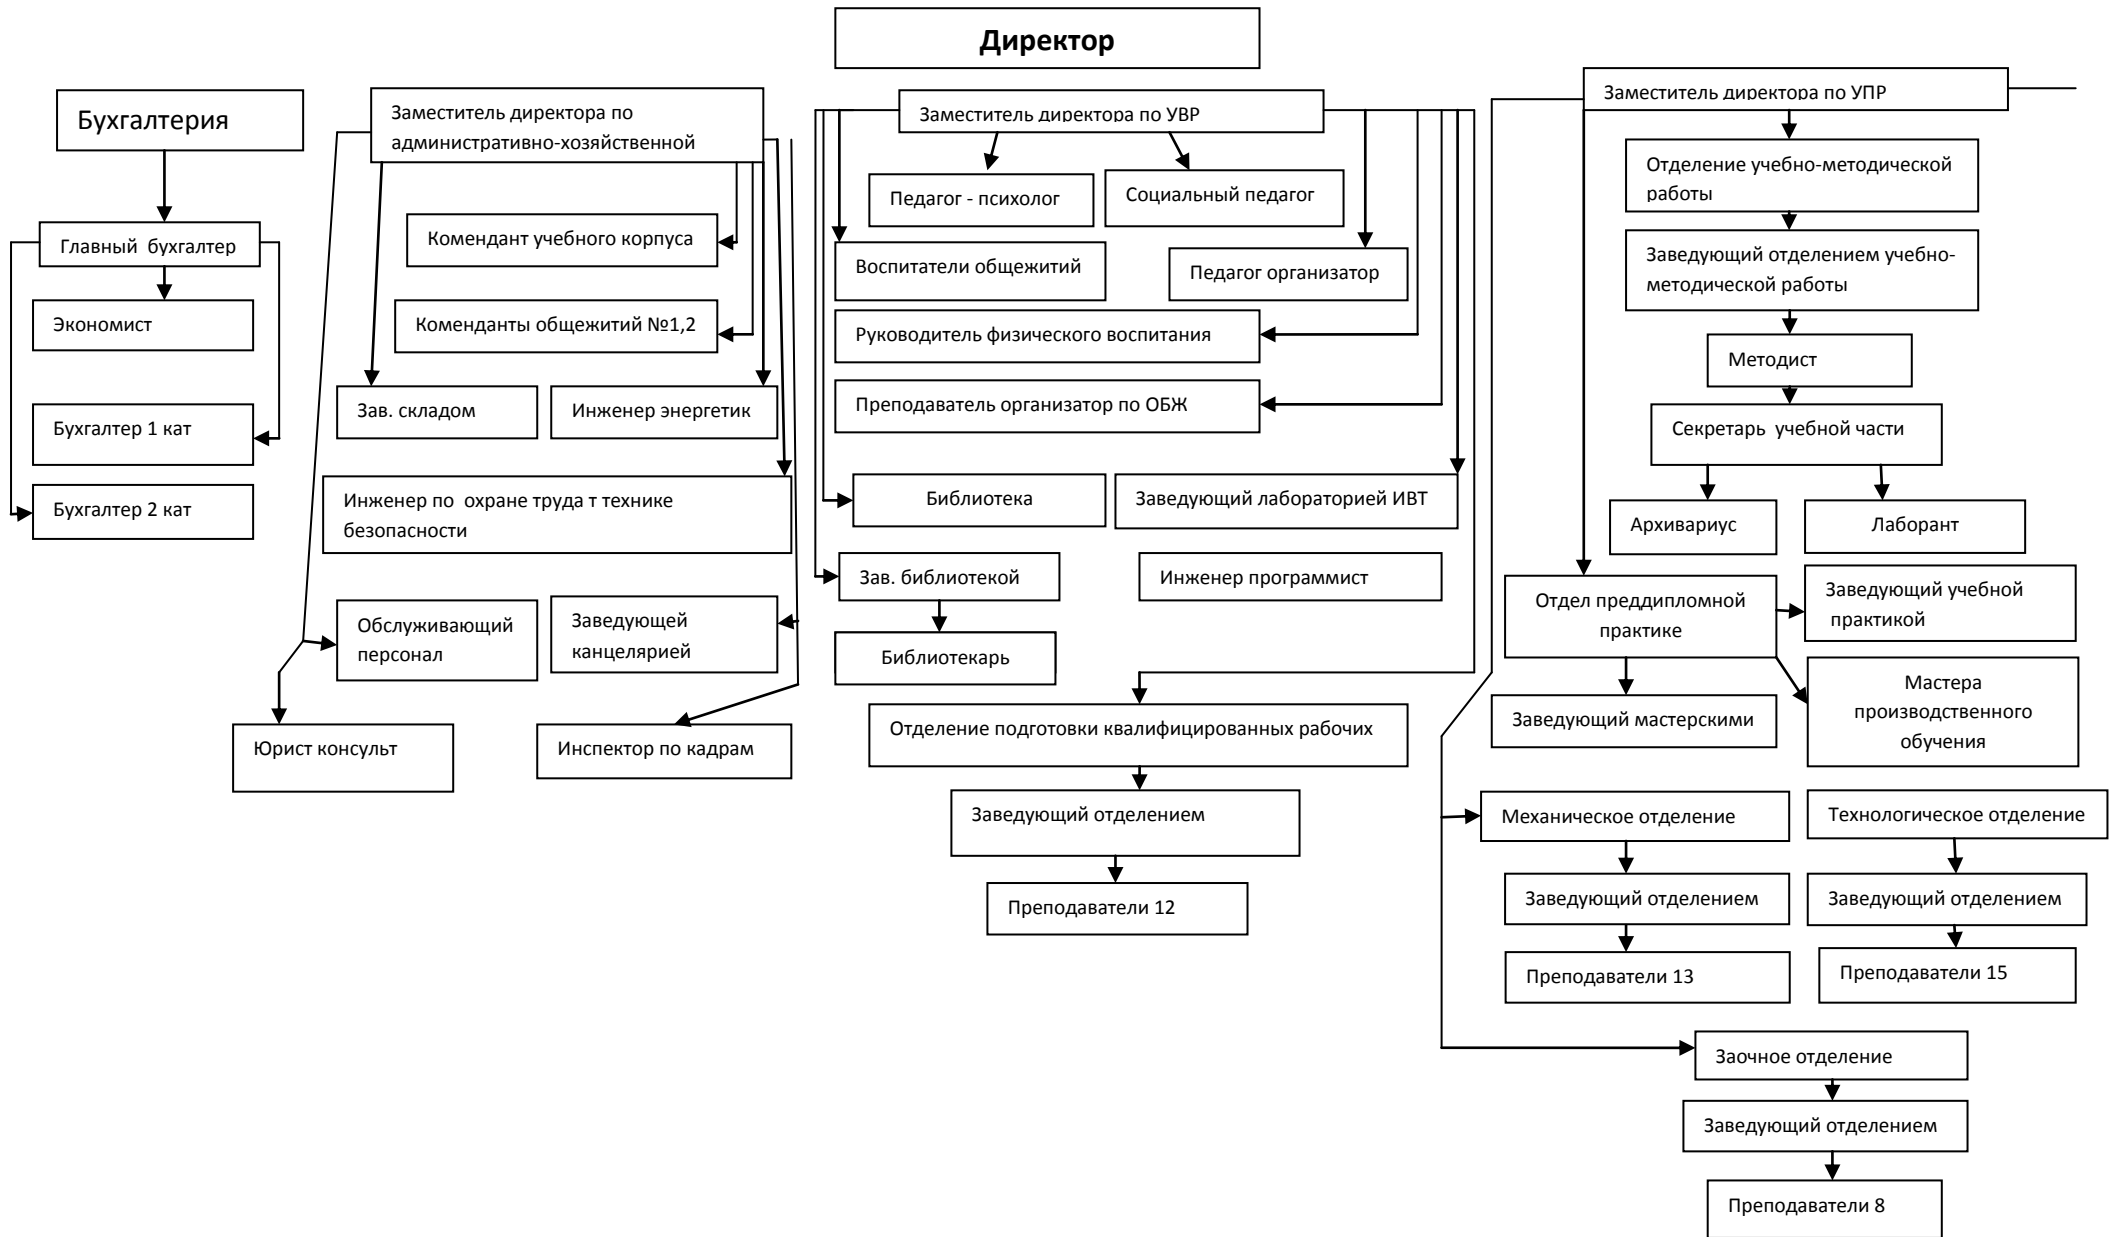 Директор
Бухгалтерия
Главный бухгалтер
Экономист
Бухгалтер 1 кат
Бухгалтер 2 кат
Заместитель директора по
административно-хозяйственной
Комендант учебного корпуса
Коменданты общежитий №1,2
Зав. складом
Инженер энергетик
Инженер по охране труда т технике
безопасности
Обслуживающий
персонал
Заведующей
канцелярией
Юрист консульт
Инспектор по кадрам
Заместитель директора по УВР
Педагог - психолог
Социальный педагог
Воспитатели общежитий
Педагог организатор
Руководитель физического воспитания
Преподаватель организатор по ОБЖ
Библиотека
Заведующий лабораторией ИВТ
Зав. библиотекой
Инженер программист
Библиотекарь
Отделение подготовки квалифицированных рабочих
Заведующий отделением
Преподаватели 12
Заместитель директора по УПР
Отделение учебно-методической
работы
Заведующий отделением учебно-
методической работы
Методист
Секретарь учебной части
Архивариус
Лаборант
Отдел преддипломной
практике
Заведующий учебной
практикой
Заведующий мастерскими
Мастера
производственного
обучения
Механическое отделение
Технологическое отделение
Заведующий отделением
Заведующий отделением
Преподаватели 13
Преподаватели 15
Заочное отделение
Заведующий отделением
Преподаватели 8